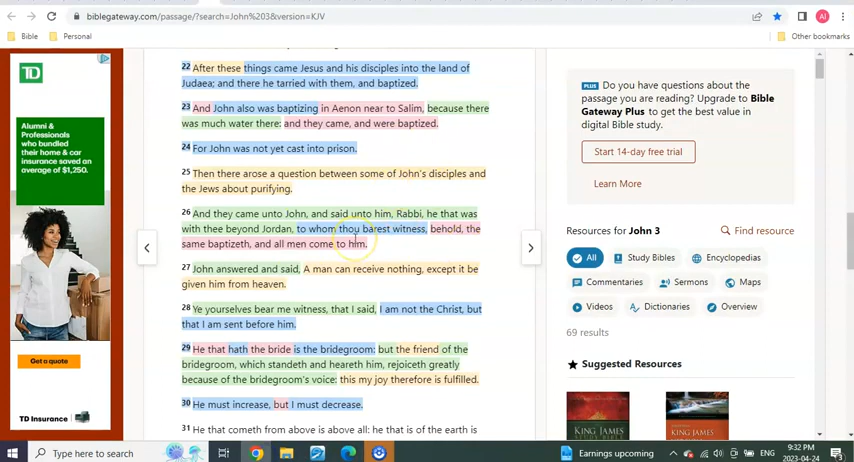 biblegateway.com/passage/?search=John%203&version=KJV
AI
Bible
Personal
Other bookmarks
TD
Alumni &
Professionals
who bundled
their home & car
insurance saved an
average of $1,250.
Get a quote
TD Insurance
22 After these things came Jesus and his disciples into the land of
Judaea; and there he tarried with them, and baptized.
23 And John also was baptizing in Aenon near to Salim, because there
was much water there: and they came, and were baptized.
24 For John was not yet cast into prison.
25 Then there arose a question between some of John's disciples and
the Jews about purifying.
26 And they came unto John, and said unto him, Rabbi, he that was
with thee beyond Jordan, to whom thou barest witness, behold, the
same baptizeth, and all men come to him.
27 John answered and said, A man can receive nothing, except it be
given him from heaven.
28 Ye yourselves bear me witness, that I said, I am not the Christ, but
that I am sent before him.
29 He that hath the bride is the bridegroom: but the friend of the
bridegroom, which standeth and heareth him, rejoiceth greatly
because of the bridegroom's voice: this my joy therefore is fulfilled.
30 He must increase, but I must decrease.
31 He that cometh from above is above all: he that is of the earth is
PLUS Do you have questions about the
passage you are reading? Upgrade to Bible
Gateway Plus to get the best value in
digital Bible study.
Start 14-day free trial
Learn More
Resources for John 3
Find resource
All
Study Bibles
Encyclopedias
Commentaries
Sermons
Maps
Videos
Dictionaries
Overview
69 results
Suggested Resources
KING JAMES
KING JAMES
Type here to search
Earnings upcoming
ENG
9:32 PM
2023-04-24
3